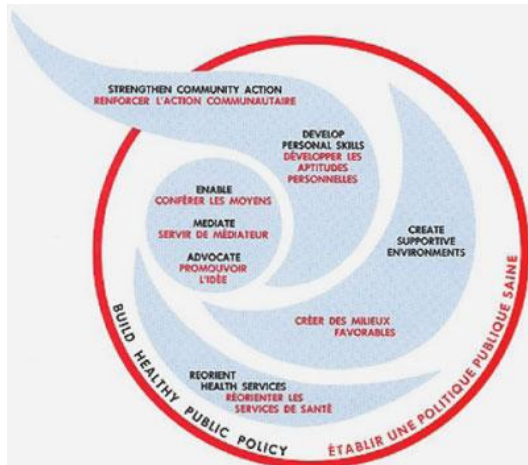 STRENGTHEN COMMUNITY ACTION
RENFORCER L'ACTION COMMUNAUTAIRE
DEVELOP
PERSONAL SKILLS
DÉVELOPPER LES
APTITUDES
PERSONNELLES
ENABLE
CONFÉRER LES MOYENS
MEDIATE
SERVIR DE MÉDIATEUR
ADVOCATE
PROMOUVOIR
L'IDÉE
CREATE
SUPPORTIVE
ENVIRONMENTS
CRÉER DES MILIEUX
FAVORABLES
REORIENT
HEALTH SERVICES
RÉORIENTER LES
SERVICES DE SANTÉ
BUILD HEALTHY PUBLIC POLICY
ÉTABLIR UNE POLITIQUE PUBLIQUE SAINE